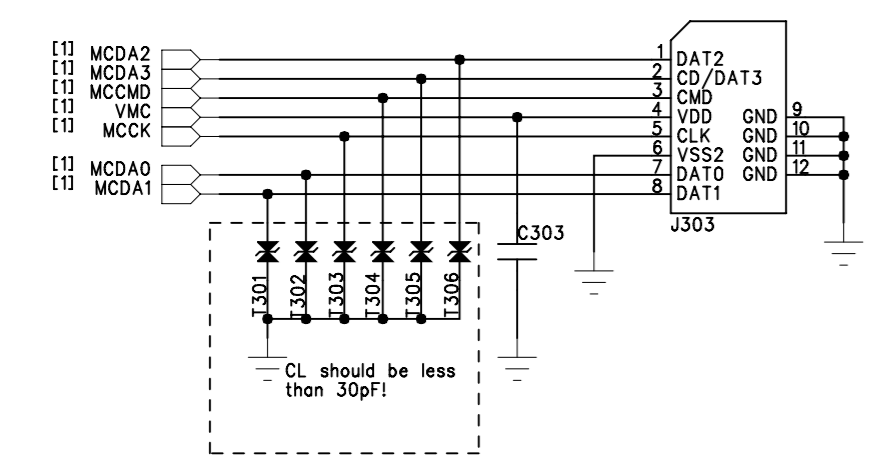 [1] MCDA2
[1] MCDA3
[1] MCCMD
[1] VMC
[1] MCCK
[1] MCDA0
[1] MCDA1
1 DAT2
2 CD/DAT3
3 CMD
4 VDD GND 9
5 CLK GND 10
6 VSS2 GND 11
7 DAT0 GND 12
8 DAT1
J303
C303
T301
T302
T303
T304
T305
T306
CL should be less
than 30pF!